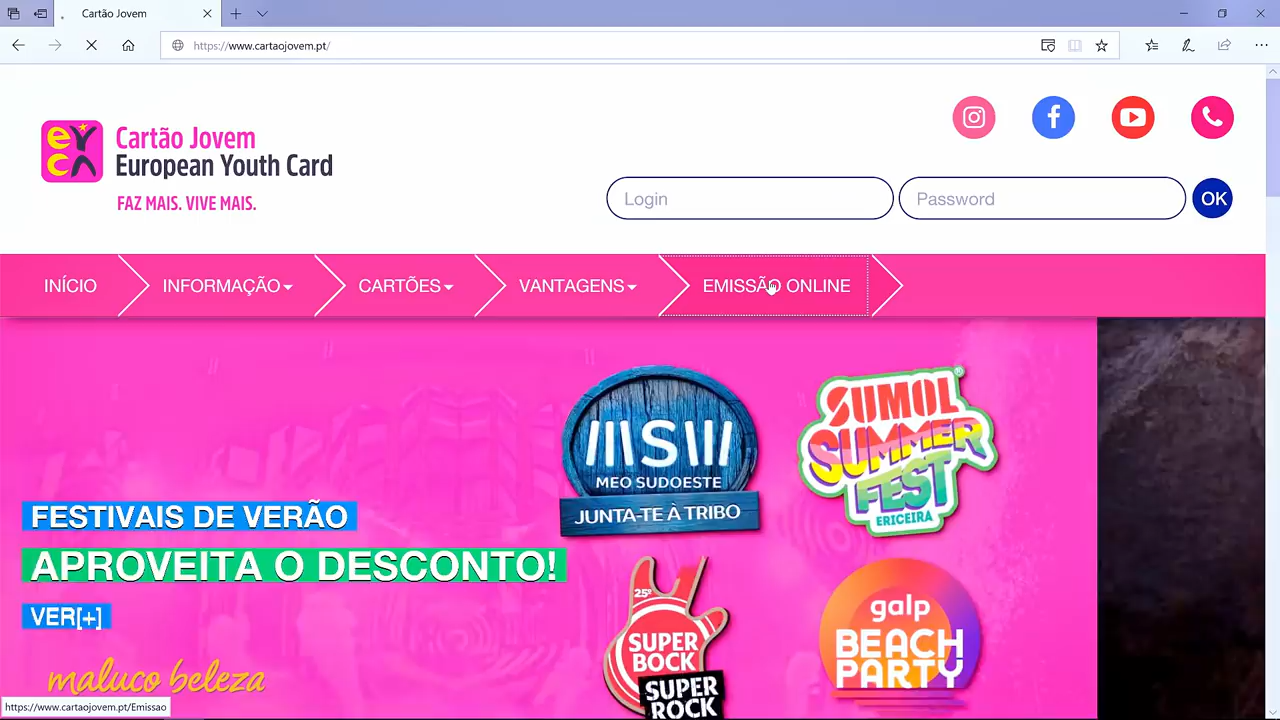 Cartão Jovem
https://www.cartaojovem.pt/
eyca
Cartão Jovem
European Youth Card
FAZ MAIS. VIVE MAIS.
Login
Password
OK
INÍCIO
INFORMAÇÃO
CARTÕES
VANTAGENS
EMISSÃO ONLINE
FESTIVAIS DE VERÃO
APROVEITA O DESCONTO!
VER[+]
maluco beleza
MSW
MEO SUDOESTE
JUNTA-TE À TRIBO
SUMOL
SUMMER
FEST
ERICEIRA
25º
SUPER
BOCK
SUPER
ROCK
galp
BEACH
PARTY
https://www.cartaojovem.pt/Emissao